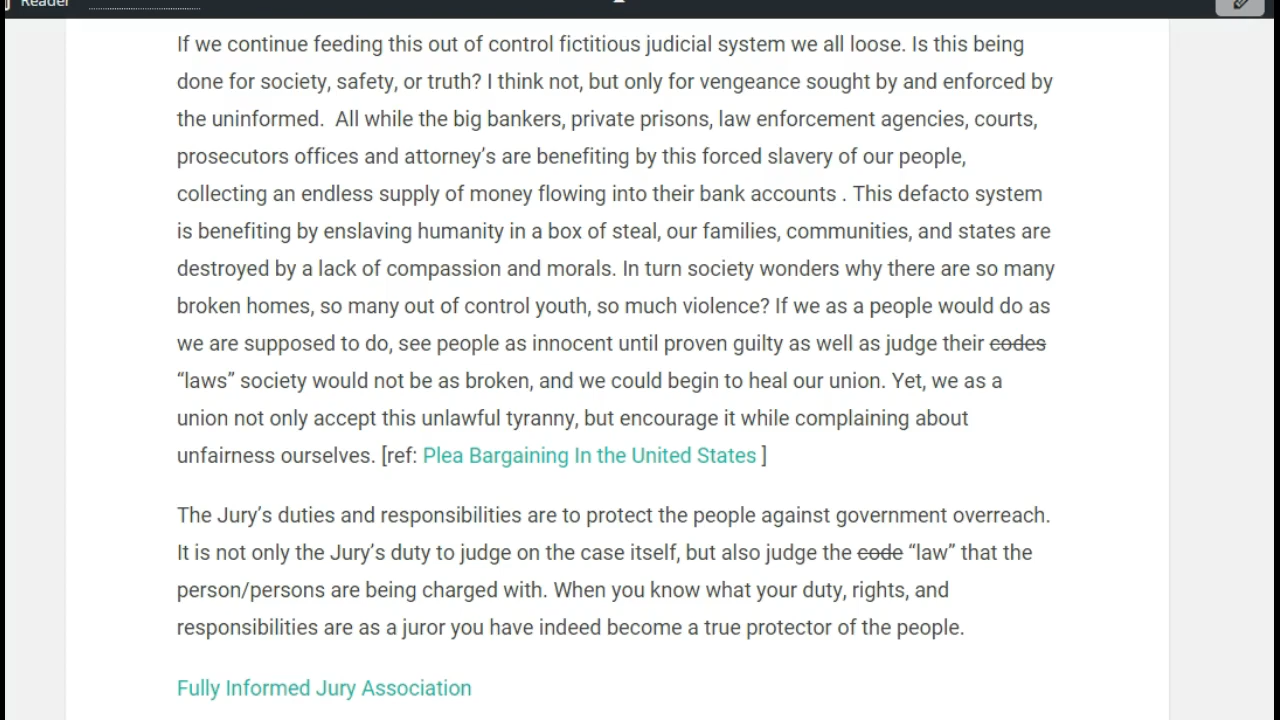 Reader
If we continue feeding this out of control fictitious judicial system we all loose. Is this being
done for society, safety, or truth? I think not, but only for vengeance sought by and enforced by
the uninformed.  All while the big bankers, private prisons, law enforcement agencies, courts,
prosecutors offices and attorney’s are benefiting by this forced slavery of our people,
collecting an endless supply of money flowing into their bank accounts . This defacto system
is benefiting by enslaving humanity in a box of steal, our families, communities, and states are
destroyed by a lack of compassion and morals. In turn society wonders why there are so many
broken homes, so many out of control youth, so much violence? If we as a people would do as
we are supposed to do, see people as innocent until proven guilty as well as judge their codes
“laws” society would not be as broken, and we could begin to heal our union. Yet, we as a
union not only accept this unlawful tyranny, but encourage it while complaining about
unfairness ourselves. [ref: Plea Bargaining In the United States ]
The Jury’s duties and responsibilities are to protect the people against government overreach.
It is not only the Jury’s duty to judge on the case itself, but also judge the code “law” that the
person/persons are being charged with. When you know what your duty, rights, and
responsibilities are as a juror you have indeed become a true protector of the people.
Fully Informed Jury Association